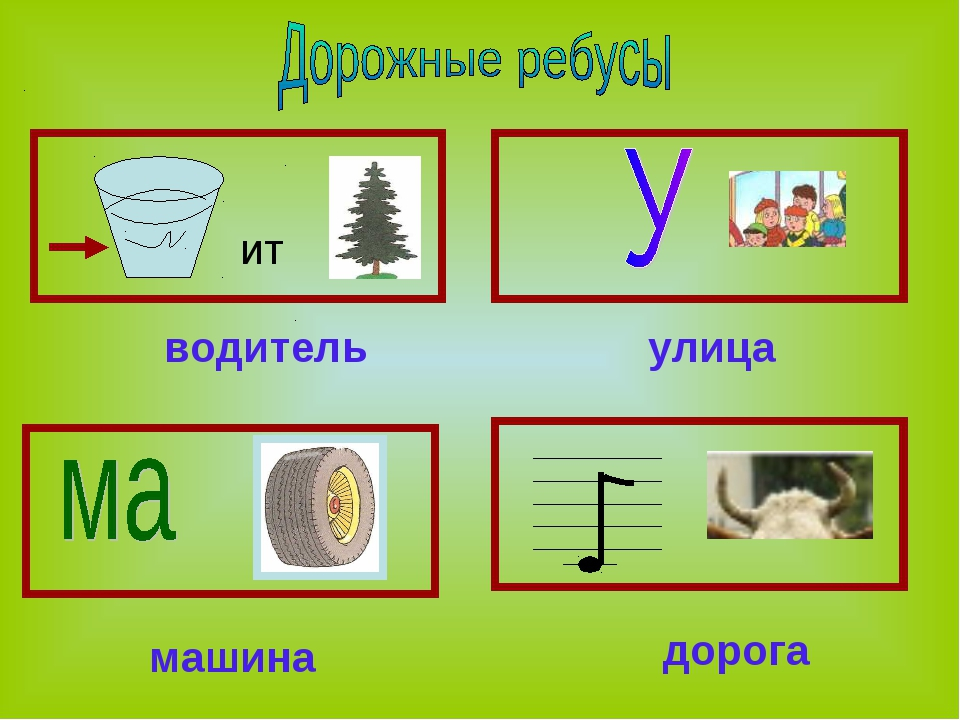 Дорожные ребусы
ит
у
водитель
улица
ма
машина
дорога